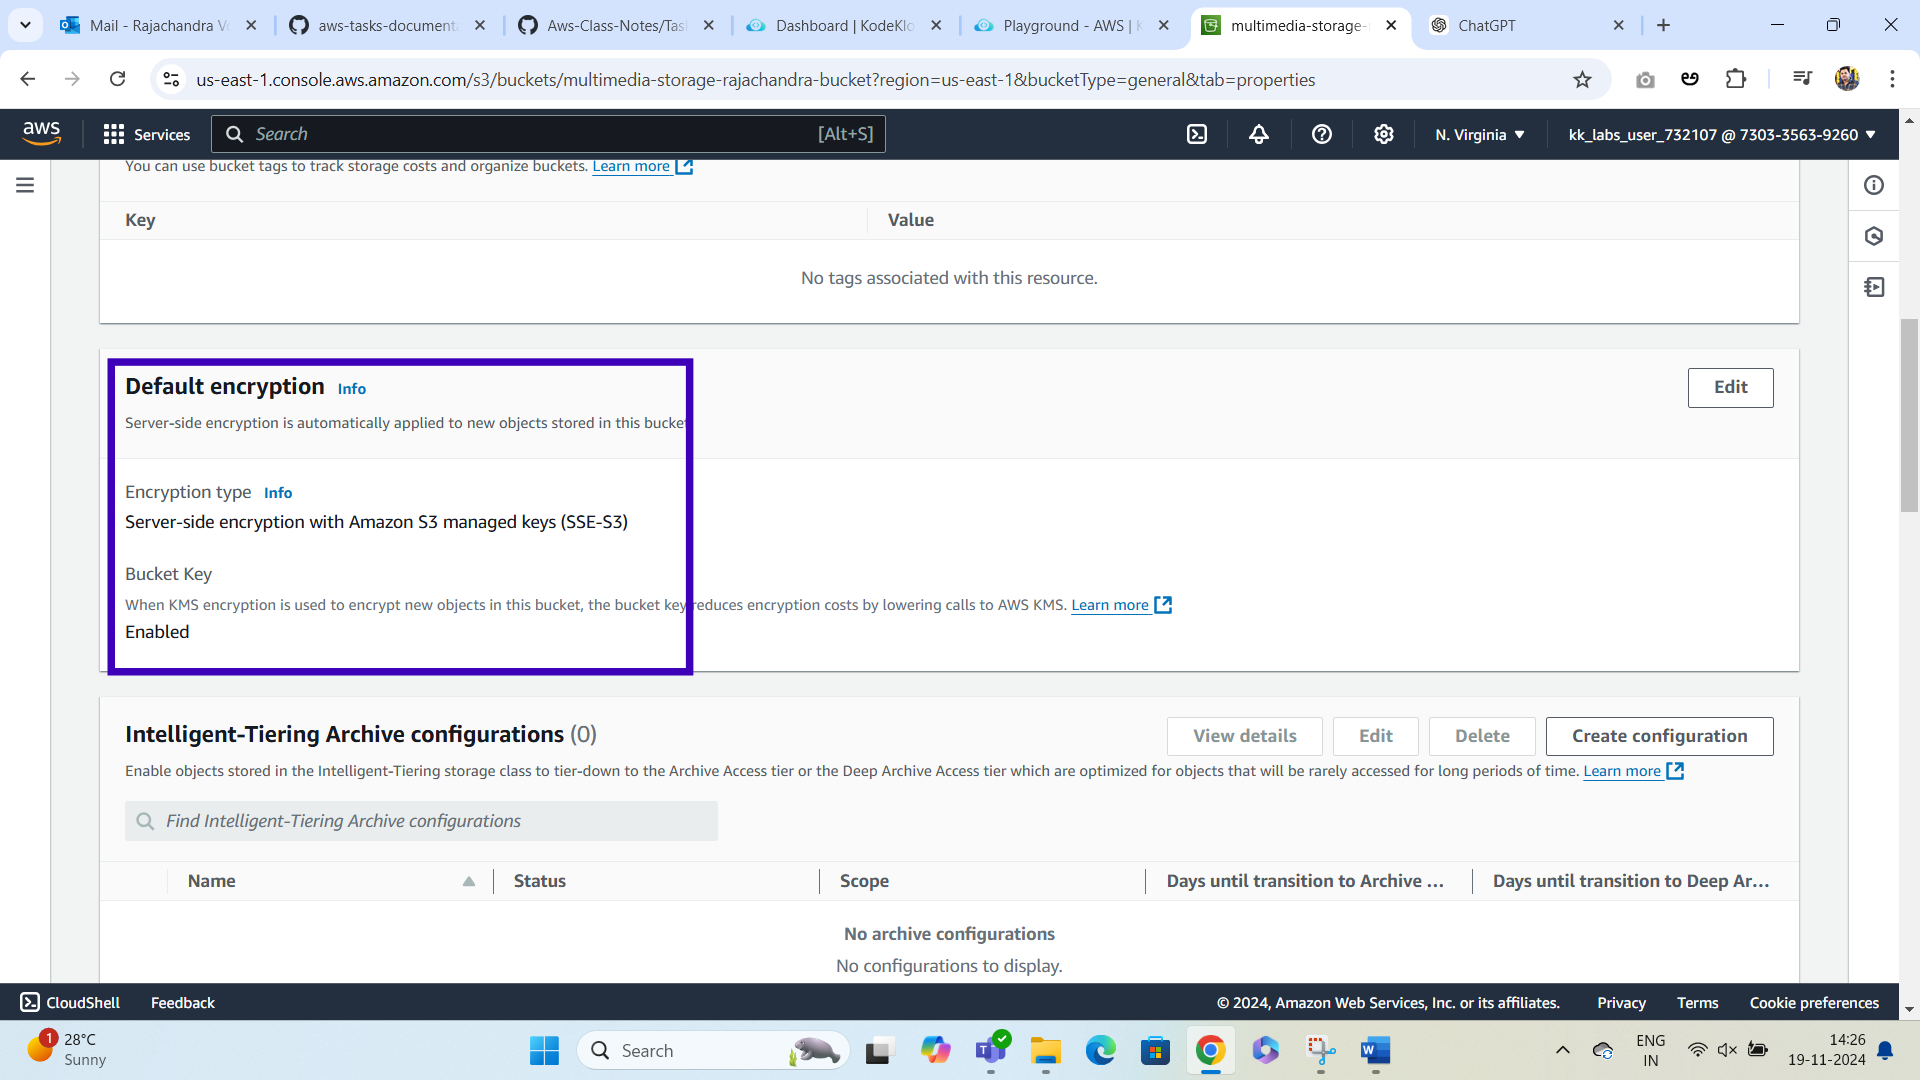 Mail - Rajachandra Vo
aws-tasks-documenta
Aws-Class-Notes/Task
Dashboard | KodeKlo
Playground - AWS | K
multimedia-storage-
ChatGPT
us-east-1.console.aws.amazon.com/s3/buckets/multimedia-storage-rajachandra-bucket?region=us-east-1&bucketType=general&tab=properties
aws
Services
Search
[Alt+S]
N. Virginia
kk_labs_user_732107 @ 7303-3563-9260
You can use bucket tags to track storage costs and organize buckets. Learn more
Key
Value
No tags associated with this resource.
Default encryption Info
Edit
Server-side encryption is automatically applied to new objects stored in this bucket
Encryption type Info
Server-side encryption with Amazon S3 managed keys (SSE-S3)
Bucket Key
When KMS encryption is used to encrypt new objects in this bucket, the bucket key reduces encryption costs by lowering calls to AWS KMS. Learn more
Enabled
Intelligent-Tiering Archive configurations (0)
View details
Edit
Delete
Create configuration
Enable objects stored in the Intelligent-Tiering storage class to tier-down to the Archive Access tier or the Deep Archive Access tier which are optimized for objects that will be rarely accessed for long periods of time. Learn more
Find Intelligent-Tiering Archive configurations
Name
Status
Scope
Days until transition to Archive ...
Days until transition to Deep Ar...
No archive configurations
No configurations to display.
CloudShell
Feedback
© 2024, Amazon Web Services, Inc. or its affiliates.
Privacy
Terms
Cookie preferences
1
28°C
Sunny
Search
ENG
IN
14:26
19-11-2024